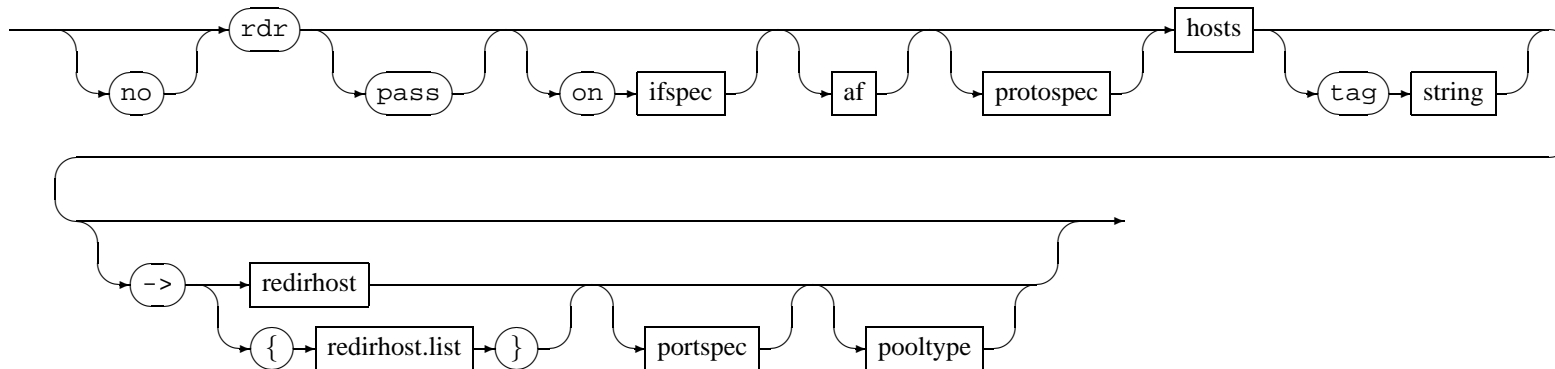 rdr hosts
no pass on ifspec af protospec tag string
-> redirhost
{ redirhost.list } portspec pooltype